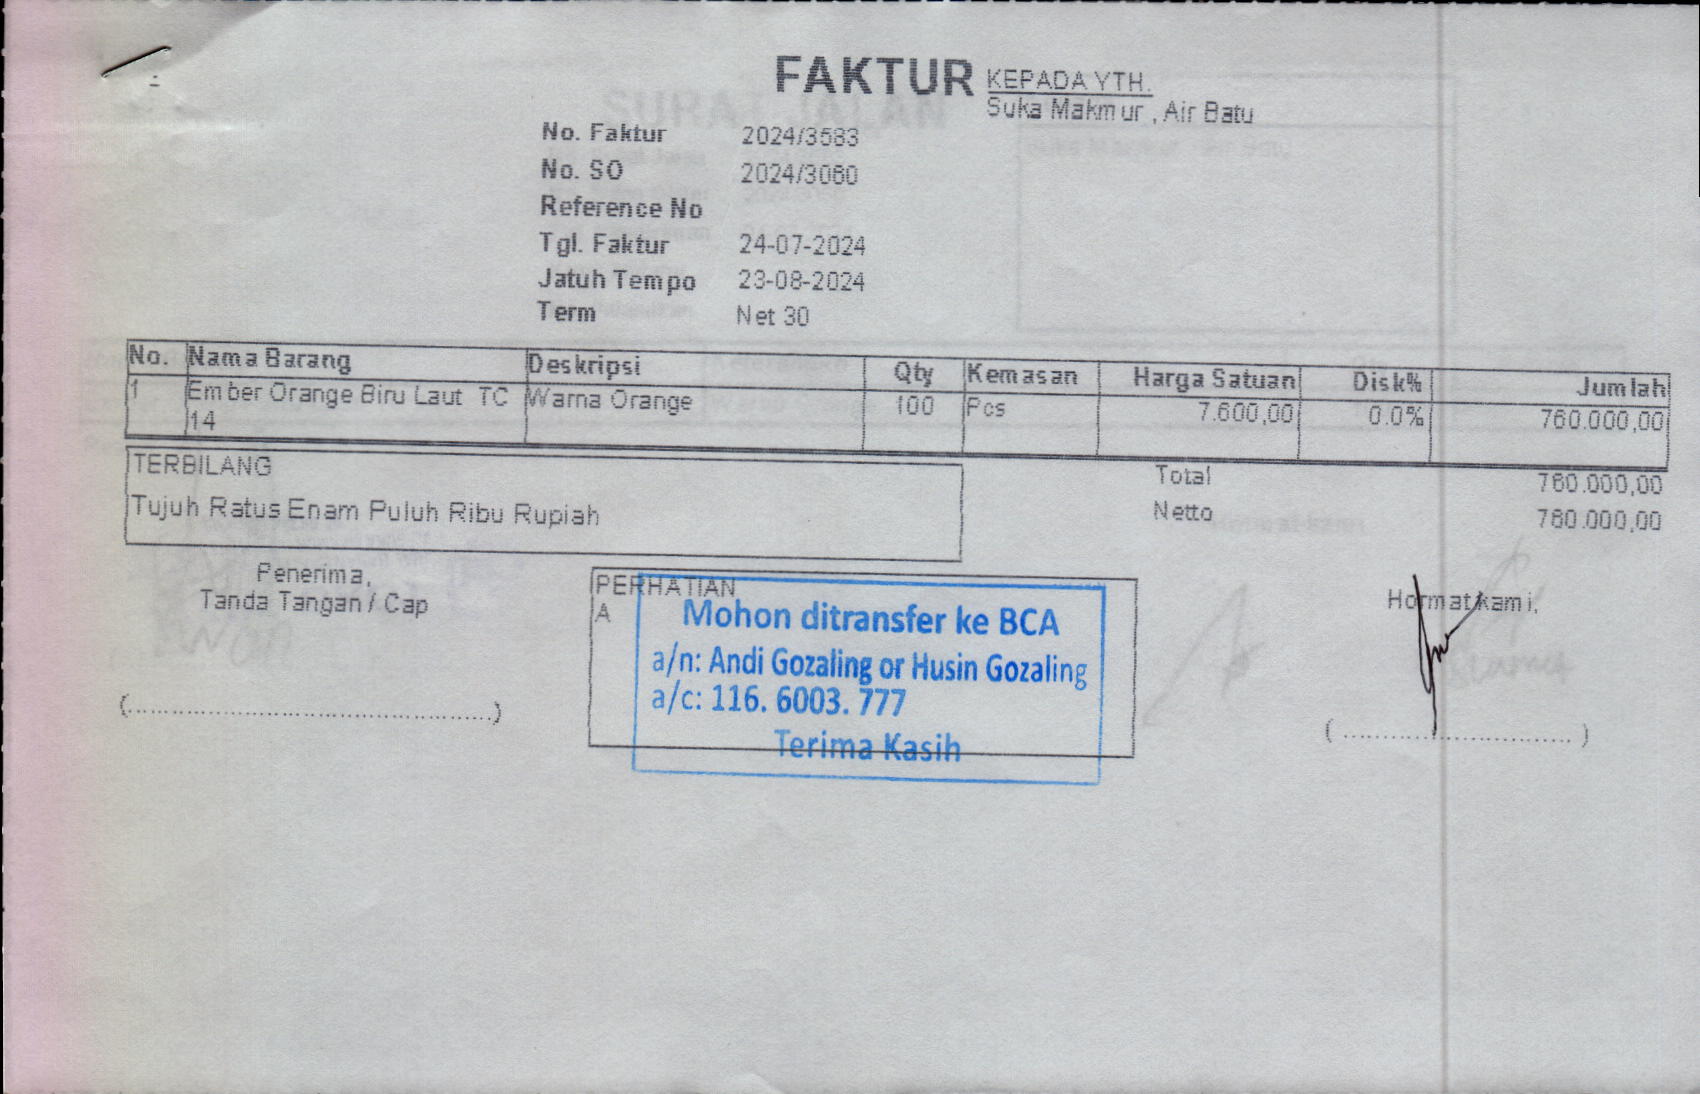 FAKTUR
KEPADA YTH.
Suka Makmur , Air Batu
No. Faktur 2024/3583
No. SO 2024/3060
Reference No
Tgl. Faktur 24-07-2024
Jatuh Tempo 23-08-2024
Term Net 30
No. Nama Barang Deskripsi Qty Kemasan Harga Satuan Disk% Jumlah
1 Ember Orange Biru Laut TC Warna Orange 100 Pcs 7.600,00 0.0% 760.000,00
14
TERBILANG
Tujuh Ratus Enam Puluh Ribu Rupiah
Total 760.000,00
Netto 760.000,00
Penerima,
Tanda Tangan / Cap
(................................................)
PERHATIAN
A
Mohon ditransfer ke BCA
a/n: Andi Gozaling or Husin Gozaling
a/c: 116. 6003. 777
Terima Kasih
Hormat kami,
( .............................. )